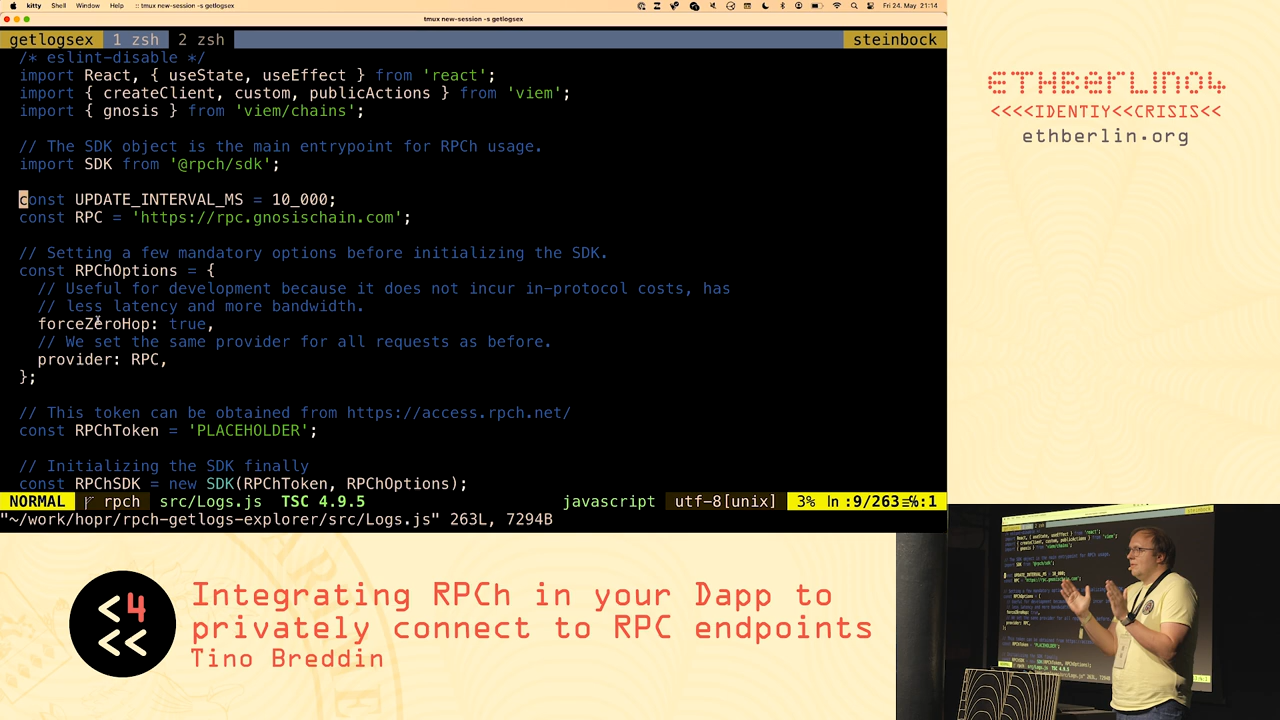 kitty Shell Window Help :: tmux new-session -s getlogsex
Fri 24. May 21:14
tmux new-session -s getlogsex
getlogsex 1 zsh 2 zsh steinbock
/* eslint-disable */
import React, { useState, useEffect } from 'react';
import { createClient, custom, publicActions } from 'viem';
import { gnosis } from 'viem/chains';
// The SDK object is the main entrypoint for RPCh usage.
import SDK from '@rpch/sdk';
const UPDATE_INTERVAL_MS = 10_000;
const RPC = 'https://rpc.gnosischain.com';
// Setting a few mandatory options before initializing the SDK.
const RPChOptions = {
// Useful for development because it does not incur in-protocol costs, has
// less latency and more bandwidth.
forceZeroHop: true,
// We set the same provider for all requests as before.
provider: RPC,
};
// This token can be obtained from https://access.rpch.net/
const RPChToken = 'PLACEHOLDER';
// Initializing the SDK finally
const RPChSDK = new SDK(RPChToken, RPChOptions);
NORMAL rpch src/Logs.js TSC 4.9.5 javascript utf-8[unix] 3% ln :9/263≡℅:1
"~/work/hopr/rpch-getlogs-explorer/src/Logs.js" 263L, 7294B
ETHBERLIN04
<<<<IDENTIY<<CRISIS<<
ethberlin.org
<4
<<
Integrating RPCh in your Dapp to
privately connect to RPC endpoints
Tino Breddin